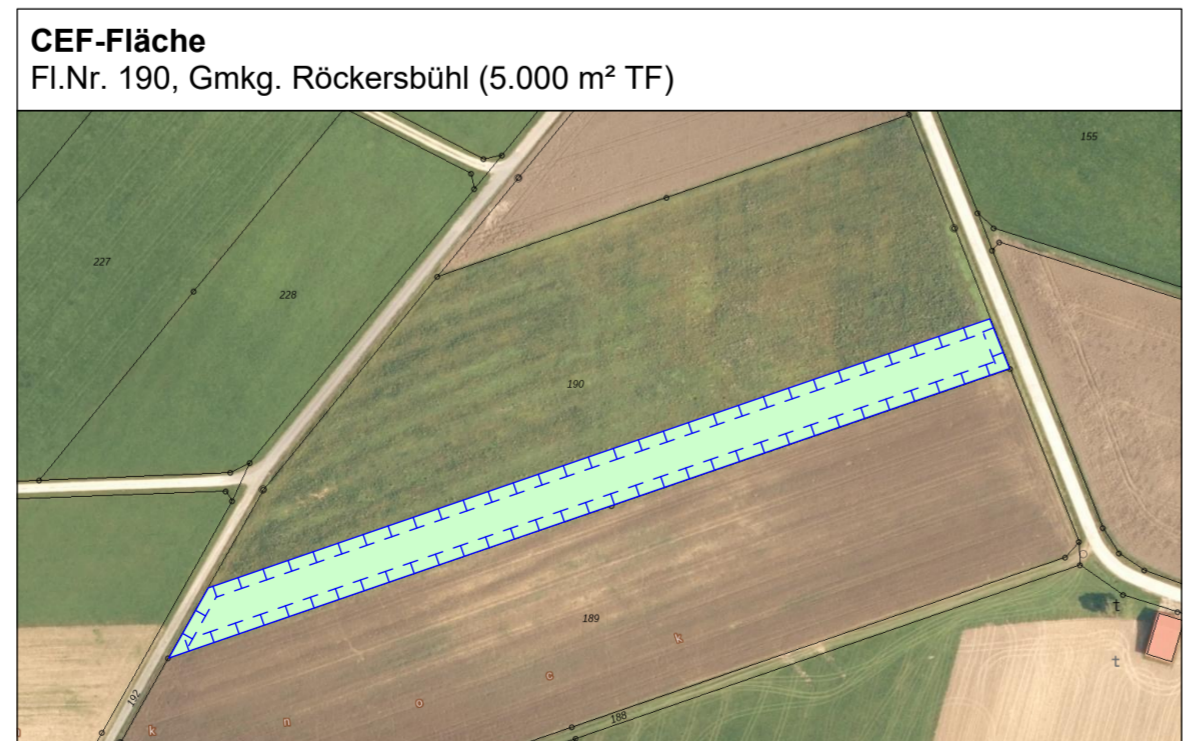 CEF-Fläche
Fl.Nr. 190, Gmkg. Röckersbühl (5.000 m² TF)
155
227
228
190
189
t
t
k
c
o
n
k
192
188